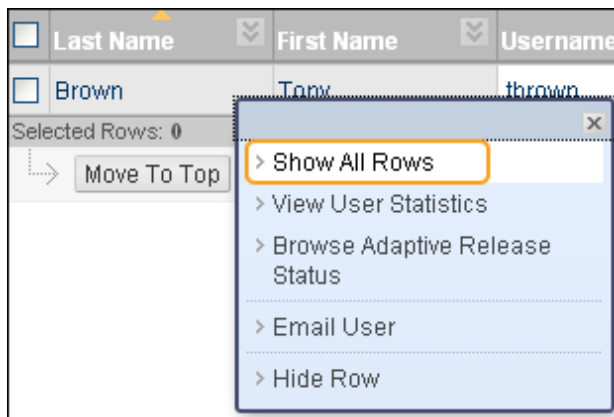 Last Name First Name Username
Brown Tony tbrown
Selected Rows: 0
Move To Top
Show All Rows
View User Statistics
Browse Adaptive Release
Status
Email User
Hide Row